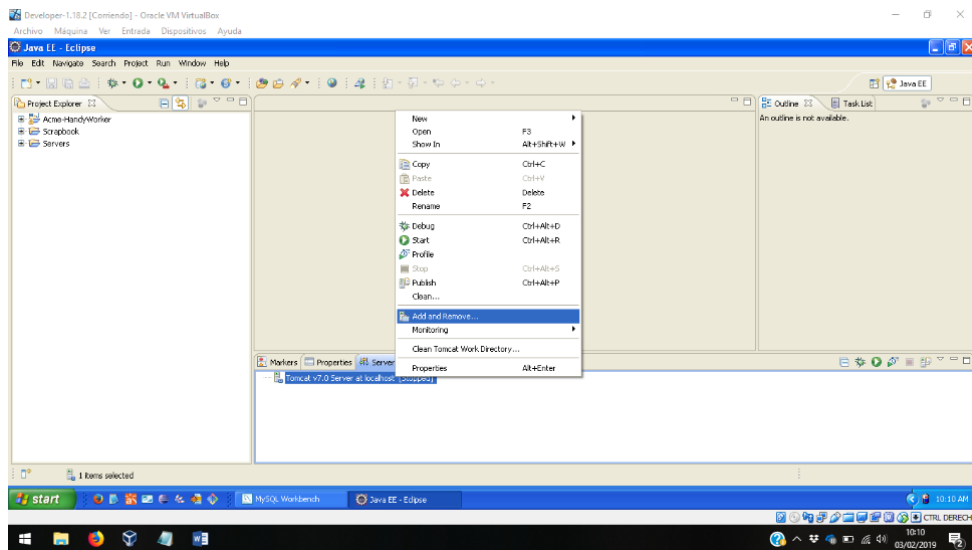 Developer-1.18.2 [Corriendo] - Oracle VM VirtualBox
Archivo Máquina Ver Entrada Dispositivos Ayuda
Java EE - Eclipse
File Edit Navigate Search Project Run Window Help
Java EE
Project Explorer
Outline Task List
Acme-HandyWorker
Scrapbook
Servers
An outline is not available.
New
Open F3
Show In Alt+Shift+W
Copy Ctrl+C
Paste Ctrl+V
Delete Delete
Rename F2
Debug Ctrl+Alt+D
Start Ctrl+Alt+R
Profile
Stop Ctrl+Alt+S
Publish Ctrl+Alt+P
Clean...
Add and Remove...
Monitoring
Clean Tomcat Work Directory...
Properties Alt+Enter
Markers Properties Server
Tomcat v7.0 Server at localhost [Stopped]
1 items selected
start MySQL Workbench Java EE - Eclipse 10:10 AM
CTRL DERECH
10:10
03/02/2019